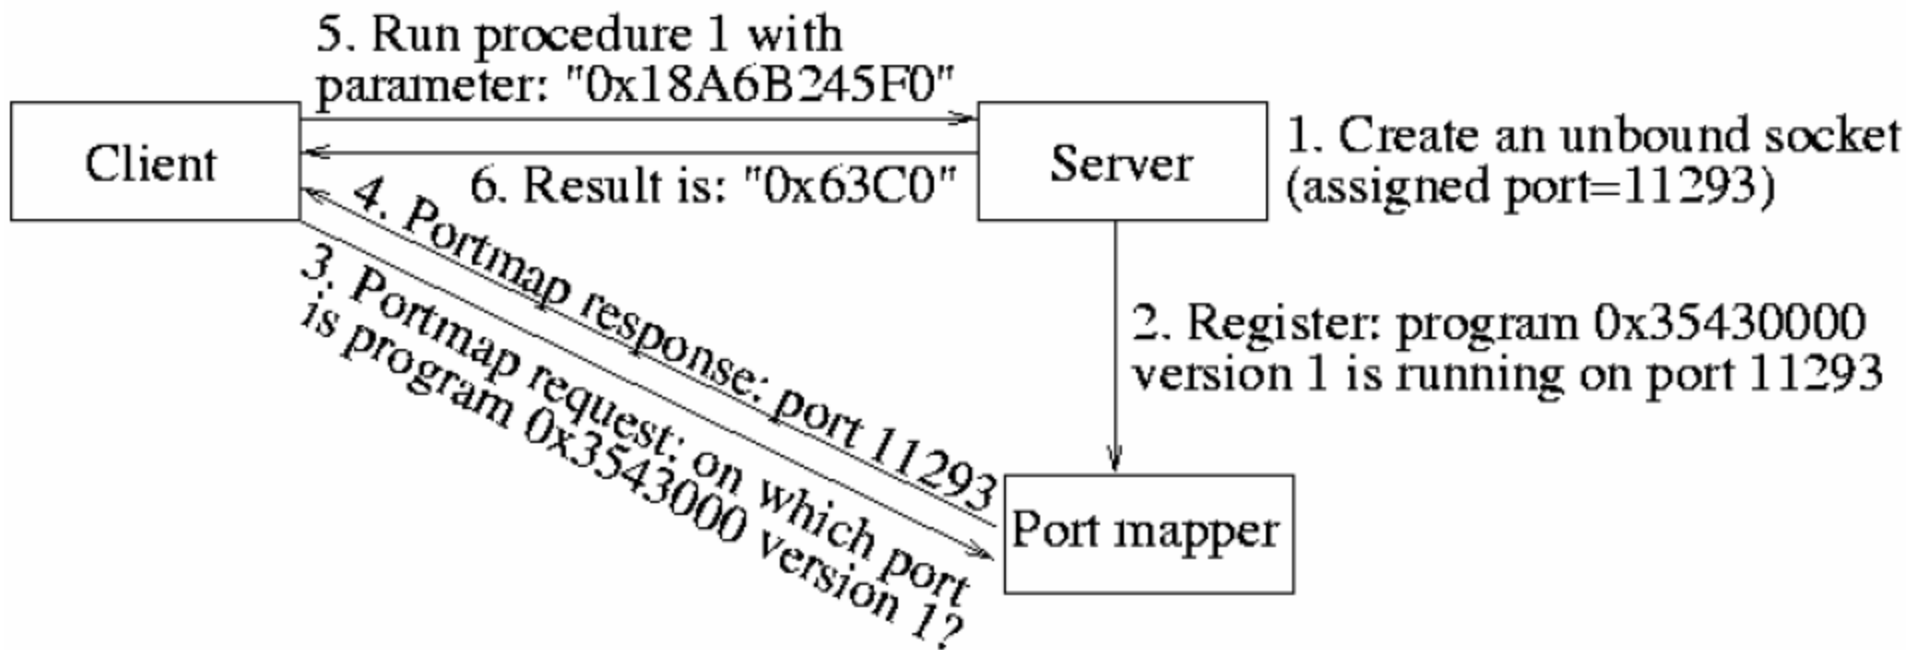 5. Run procedure 1 with
parameter: "0x18A6B245F0"
Client
Server
1. Create an unbound socket
(assigned port=11293)
6. Result is: "0x63C0"
4. Portmap response: port 11293
3. Portmap request: on which port
is program 0x3543000 version 1?
2. Register: program 0x35430000
version 1 is running on port 11293
Port mapper